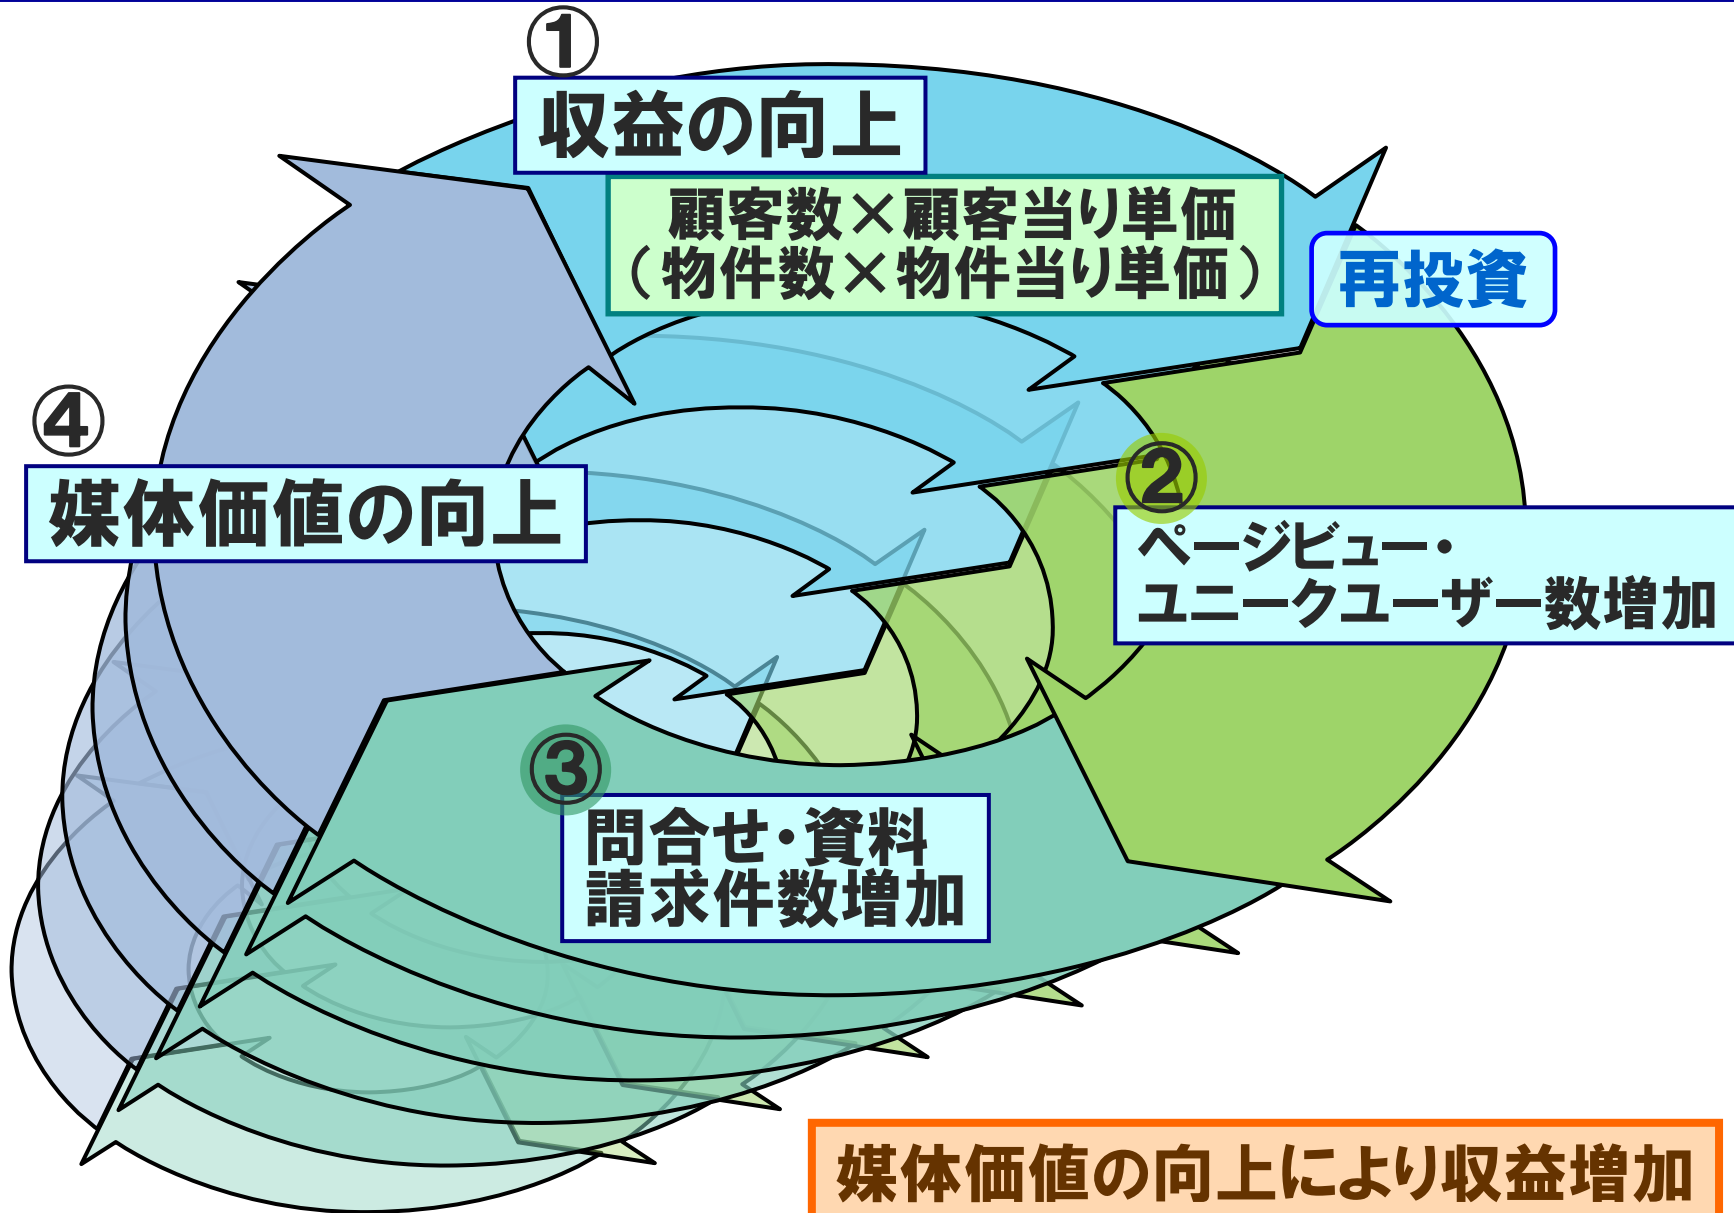 ①
収益の向上
顧客数×顧客当り単価
（物件数×物件当り単価）
再投資
②
ページビュー・
ユニークユーザー数増加
③
問合せ・資料
請求件数増加
④
媒体価値の向上
媒体価値の向上により収益増加